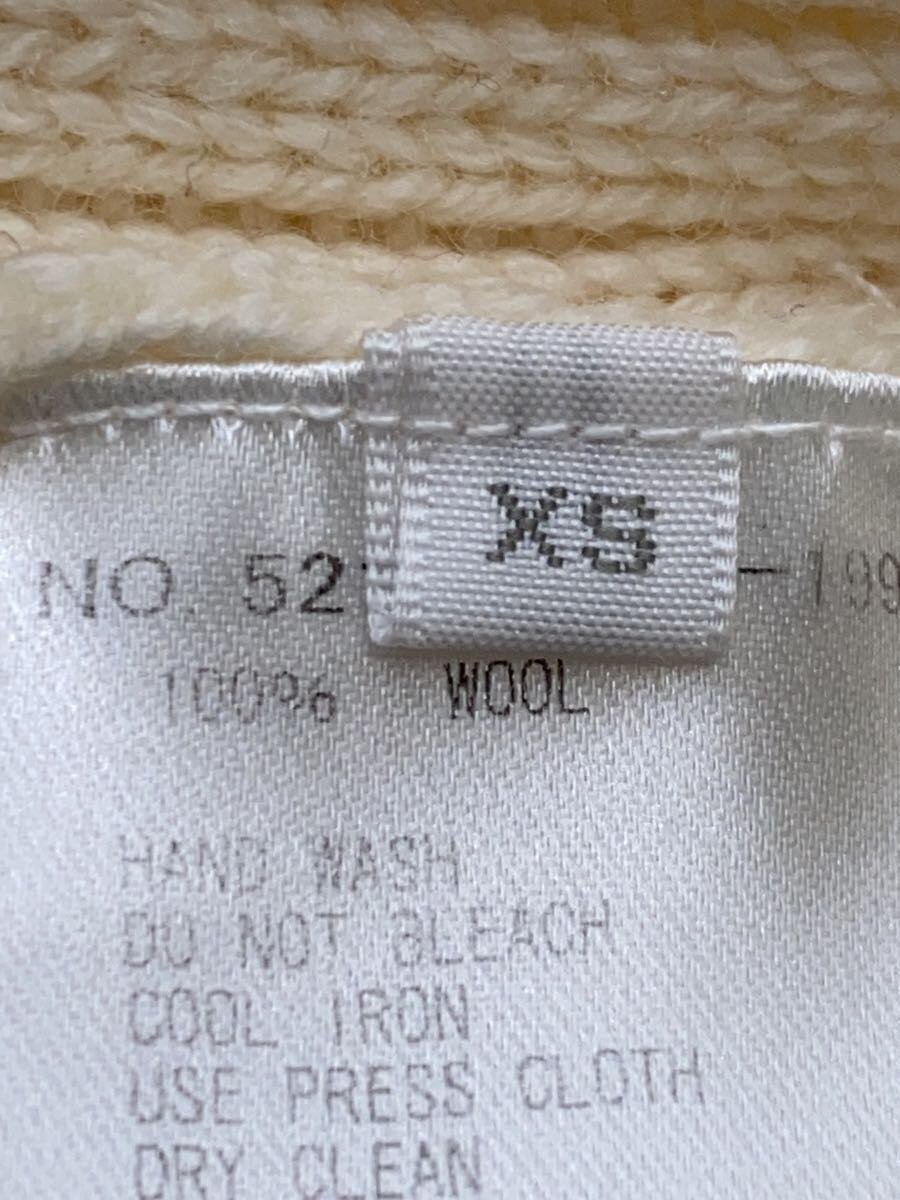 XS
NO. 52 -199
100% WOOL
HAND WASH
DO NOT BLEACH
COOL IRON
USE PRESS CLOTH
DRY CLEAN